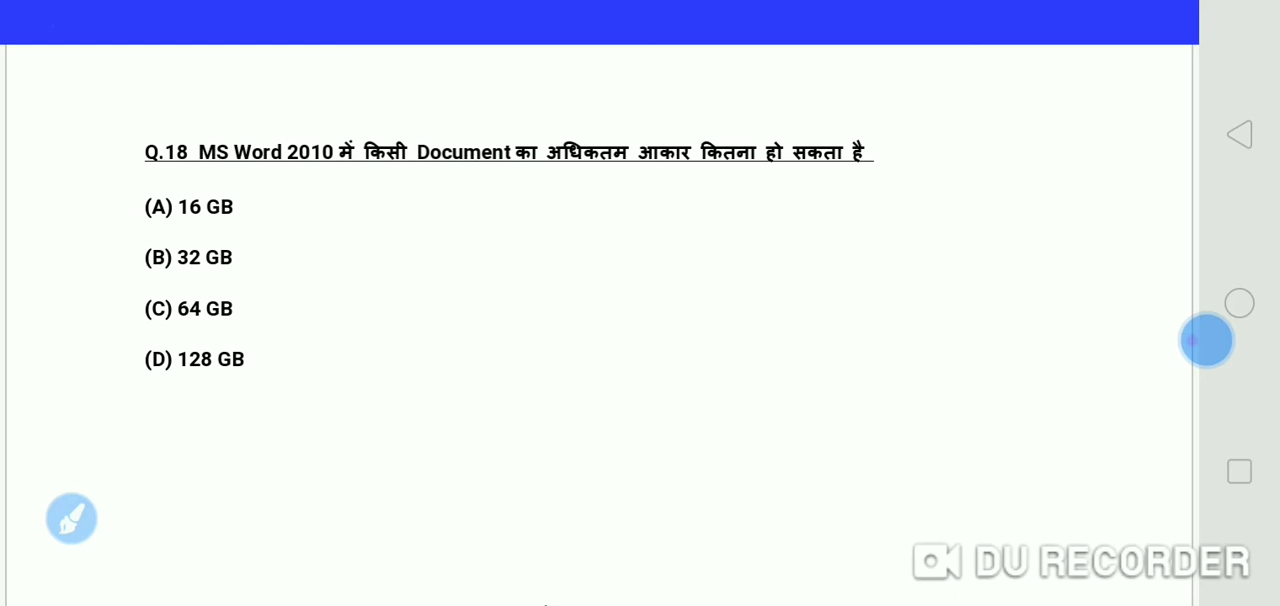 Q.18 MS Word 2010 में किसी Document का अधिकतम आकार कितना हो सकता है
(A) 16 GB
(B) 32 GB
(C) 64 GB
(D) 128 GB
DU RECORDER